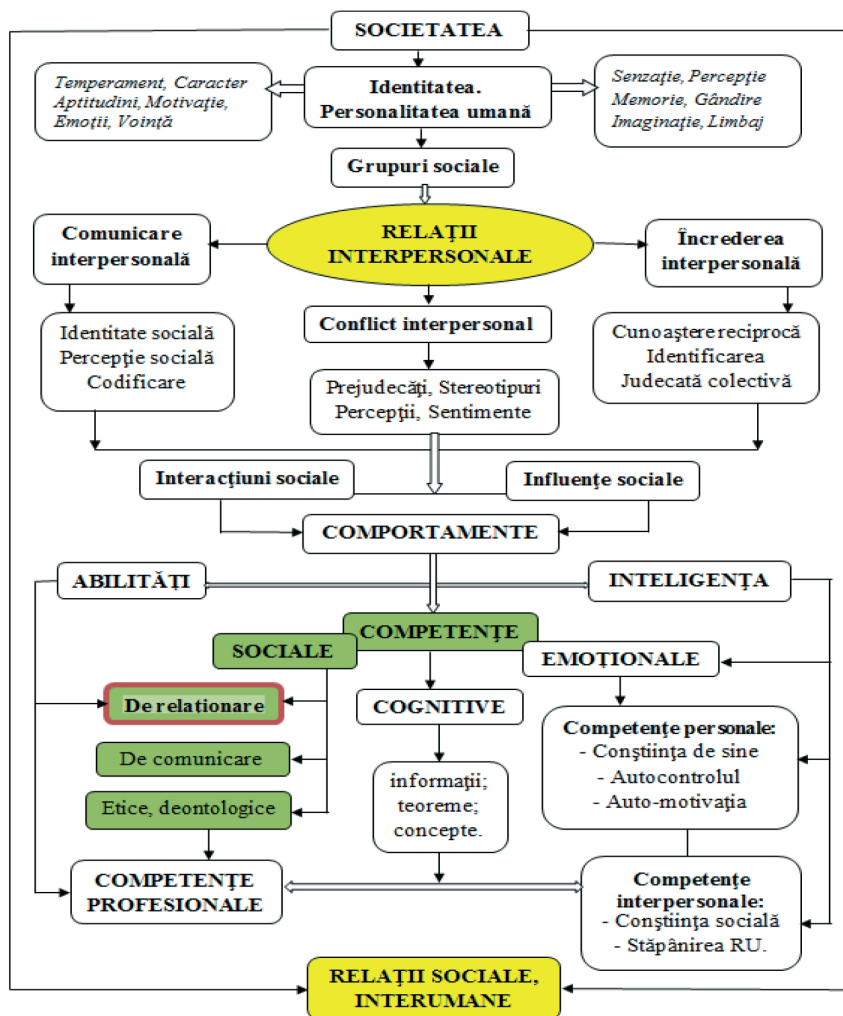 SOCIETATEA
Temperament, Caracter
Aptitudini, Motivaţie,
Emoţii, Voinţă
Identitatea.
Personalitatea umană
Senzaţie, Percepţie
Memorie, Gândire
Imaginaţie, Limbaj
Grupuri sociale
Comunicare
interpersonală
RELAŢII
INTERPERSONALE
Încrederea
interpersonală
Identitate socială
Percepţie socială
Codificare
Conflict interpersonal
Cunoaştere reciprocă
Identificarea
Judecată colectivă
Prejudecăţi, Stereotipuri
Percepţii, Sentimente
Interacţiuni sociale
Influenţe sociale
COMPORTAMENTE
ABILITĂŢI
INTELIGENŢA
COMPETENŢE
SOCIALE
EMOŢIONALE
De relaţionare
COGNITIVE
De comunicare
Etice, deontologice
informaţii;
teoreme;
concepte.
Competenţe personale:
- Conştiinţa de sine
- Autocontrolul
- Auto-motivaţia
COMPETENŢE
PROFESIONALE
Competenţe
interpersonale:
- Conştiinţa socială
- Stăpânirea RU.
RELAŢII SOCIALE,
INTERUMANE